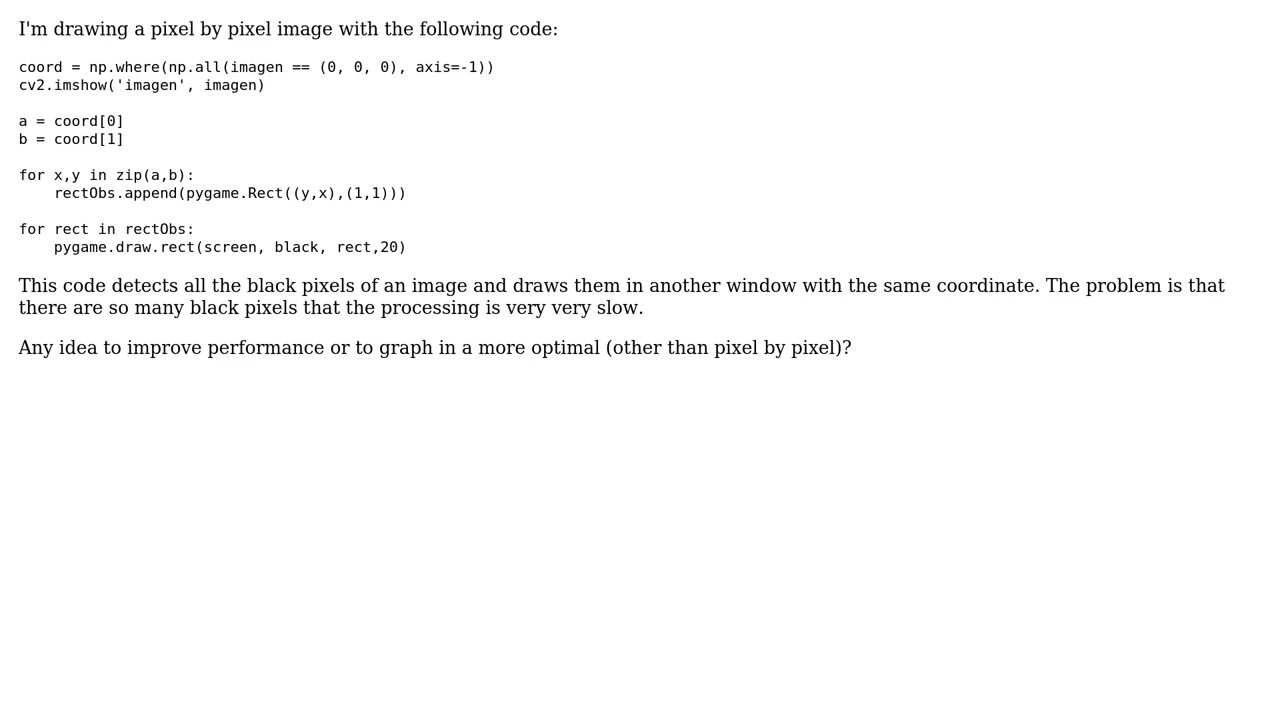 I'm drawing a pixel by pixel image with the following code:
coord = np.where(np.all(imagen == (0, 0, 0), axis=-1))
cv2.imshow('imagen', imagen)
a = coord[0]
b = coord[1]
for x,y in zip(a,b):
    rectObs.append(pygame.Rect((y,x),(1,1)))
for rect in rectObs:
    pygame.draw.rect(screen, black, rect,20)
This code detects all the black pixels of an image and draws them in another window with the same coordinate. The problem is that
there are so many black pixels that the processing is very very slow.
Any idea to improve performance or to graph in a more optimal (other than pixel by pixel)?